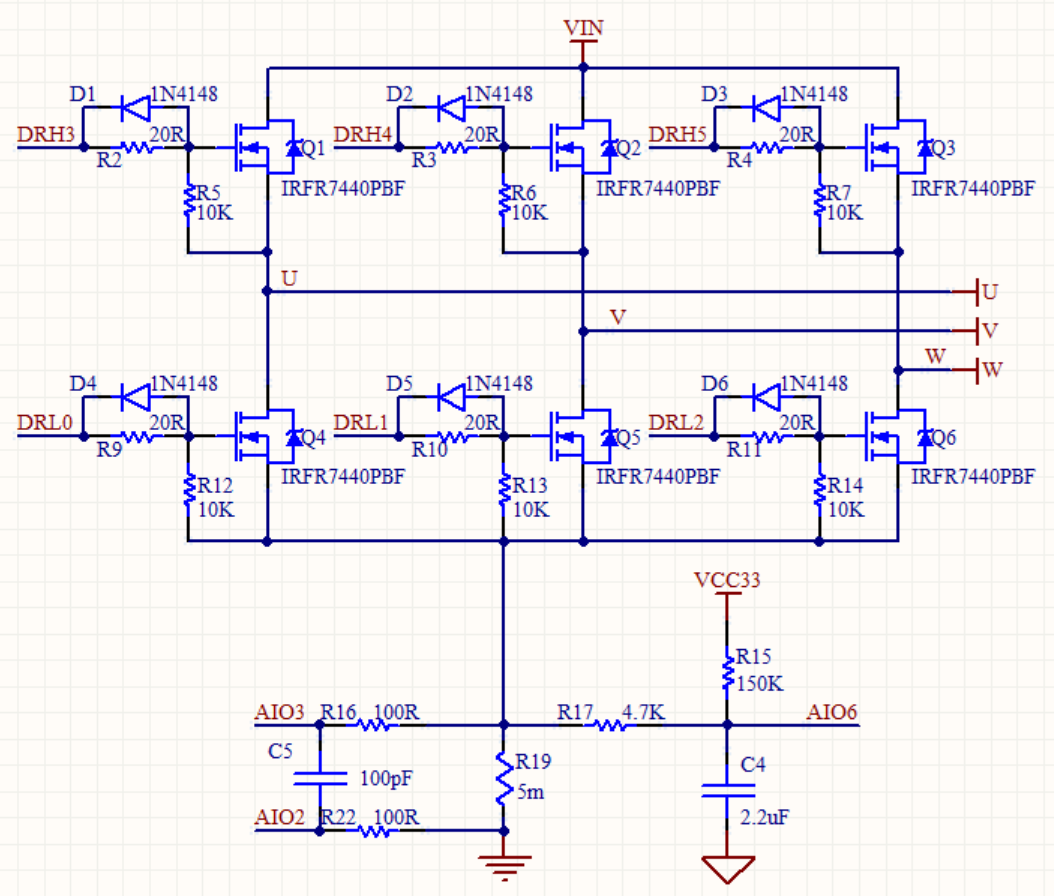 VIN
D1 1N4148 D2 1N4148 D3 1N4148
DRH3 20R DRH4 20R DRH5 20R
R2 Q1 R3 Q2 R4 Q3
R5 IRFR7440PBF R6 IRFR7440PBF R7 IRFR7440PBF
10K 10K 10K
U U
V V
W W
D4 1N4148 D5 1N4148 D6 1N4148
DRL0 20R DRL1 20R DRL2 20R
R9 Q4 R10 Q5 R11 Q6
IRFR7440PBF IRFR7440PBF IRFR7440PBF
R12 R13 R14
10K 10K 10K
VCC33
R15
150K
AIO3 R16 100R R17 4.7K AIO6
C5 R19 C4
100pF 5m
AIO2 R22 100R 2.2uF